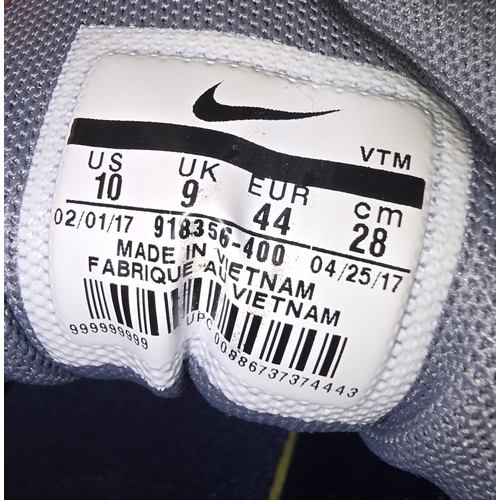 VTM
US UK EUR cm
10 9 44 28
02/01/17 918356-400 04/25/17
MADE IN VIETNAM
FABRIQUE AU VIETNAM
999999999 UPC 00886737374443